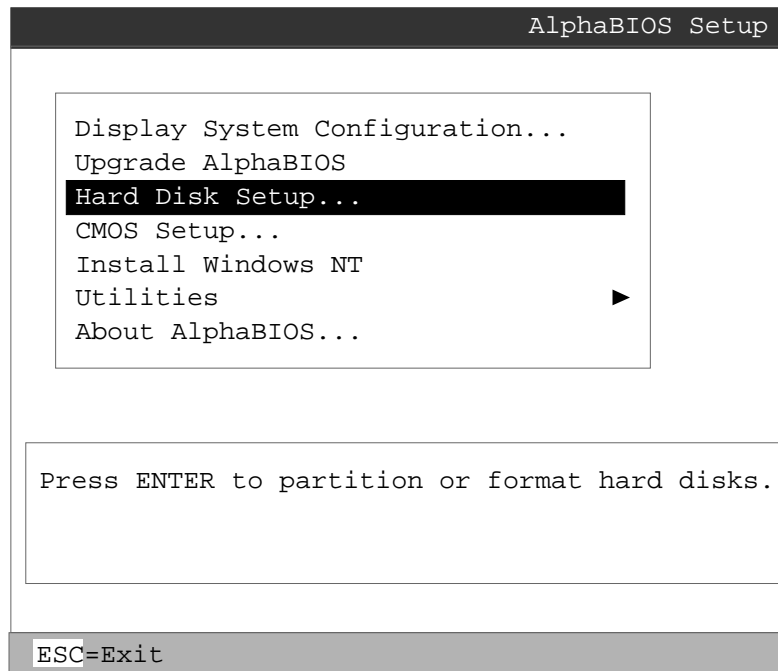 AlphaBIOS Setup
Display System Configuration...
Upgrade AlphaBIOS
Hard Disk Setup...
CMOS Setup...
Install Windows NT
Utilities
About AlphaBIOS...
Press ENTER to partition or format hard disks.
ESC=Exit